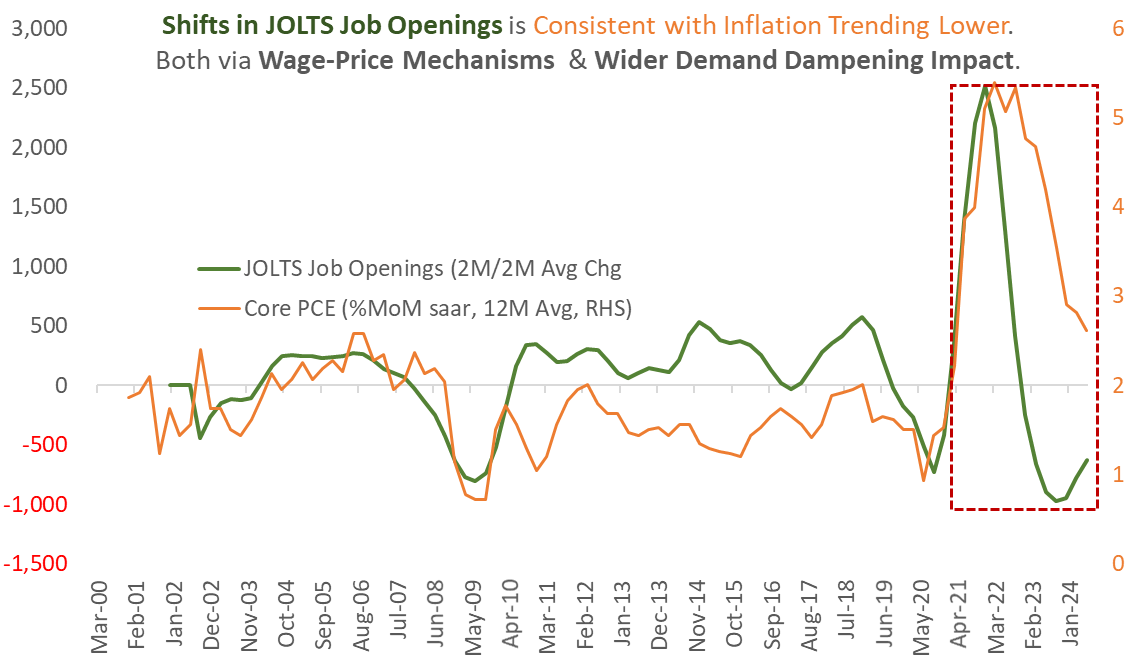 Shifts in JOLTS Job Openings is Consistent with Inflation Trending Lower.
Both via Wage-Price Mechanisms & Wider Demand Dampening Impact.
3,000
2,500
2,000
1,500
1,000
500
0
-500
-1,000
-1,500
JOLTS Job Openings (2M/2M Avg Chg
Core PCE (%MoM saar, 12M Avg, RHS)
6
5
4
3
2
1
0
Mar-00
Feb-01
Jan-02
Dec-02
Nov-03
Oct-04
Sep-05
Aug-06
Jul-07
Jun-08
May-09
Apr-10
Mar-11
Feb-12
Jan-13
Dec-13
Nov-14
Oct-15
Sep-16
Aug-17
Jul-18
Jun-19
May-20
Apr-21
Mar-22
Feb-23
Jan-24